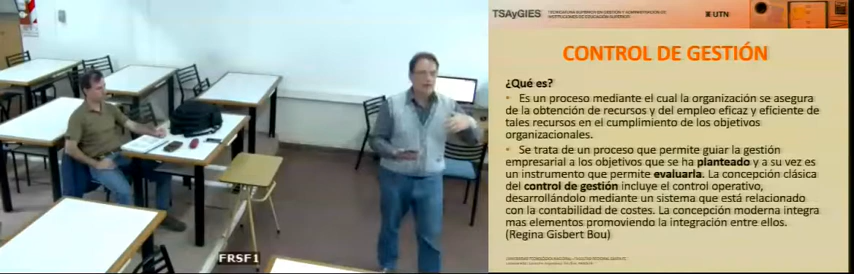 TSAyGIES
TECNICATURA SUPERIOR EN GESTIÓN Y ADMINISTRACIÓN DE
INSTITUCIONES DE EDUCACIÓN SUPERIOR
UTN
CONTROL DE GESTIÓN
¿Qué es?
• Es un proceso mediante el cual la organización se asegura
de la obtención de recursos y del empleo eficaz y eficiente de
tales recursos en el cumplimiento de los objetivos
organizacionales.
• Se trata de un proceso que permite guiar la gestión
empresarial a los objetivos que se ha planteado y a su vez es
un instrumento que permite evaluarla. La concepción clásica
del control de gestión incluye el control operativo,
desarrollándolo mediante un sistema que está relacionado
con la contabilidad de costes. La concepción moderna integra
mas elementos promoviendo la integración entre ellos.
(Regina Gisbert Bou)
FRSF1